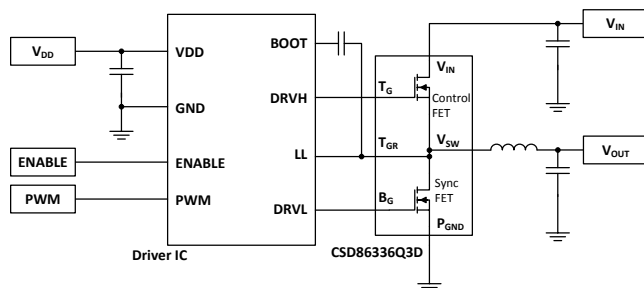 VDD
VDD
GND
ENABLE
ENABLE
PWM
PWM
Driver IC
BOOT
DRVH
LL
DRVL
TG
TGR
BG
VIN
Control
FET
VSW
Sync
FET
PGND
CSD86336Q3D
VIN
VOUT